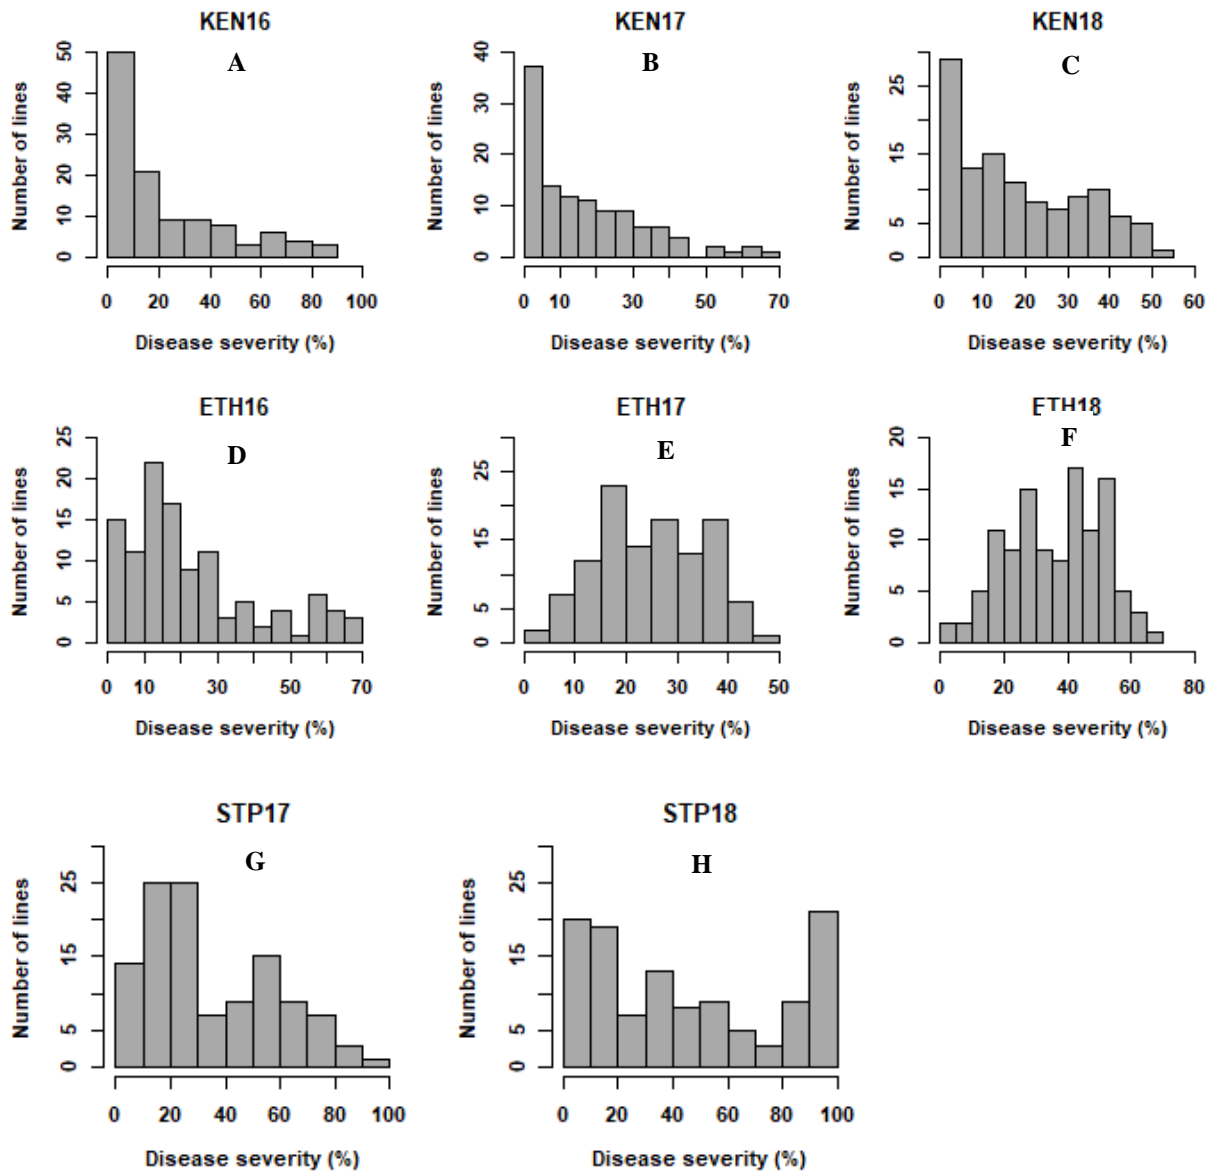 KEN16
A
Number of lines
0 10 20 30 40 50
0 20 40 60 80 100
Disease severity (%)
KEN17
B
Number of lines
0 10 20 30 40
0 10 30 50 70
Disease severity (%)
KEN18
C
Number of lines
0 5 15 25
0 10 20 30 40 50 60
Disease severity (%)
ETH16
D
Number of lines
0 5 10 15 20 25
0 10 30 50 70
Disease severity (%)
ETH17
E
Number of lines
0 5 15 25
0 10 20 30 40 50
Disease severity (%)
ETH18
F
Number of lines
0 5 10 15 20
0 20 40 60 80
Disease severity (%)
STP17
G
Number of lines
0 5 15 25
0 20 40 60 80 100
Disease severity (%)
STP18
H
Number of lines
0 5 15 25
0 20 40 60 80 100
Disease severity (%)